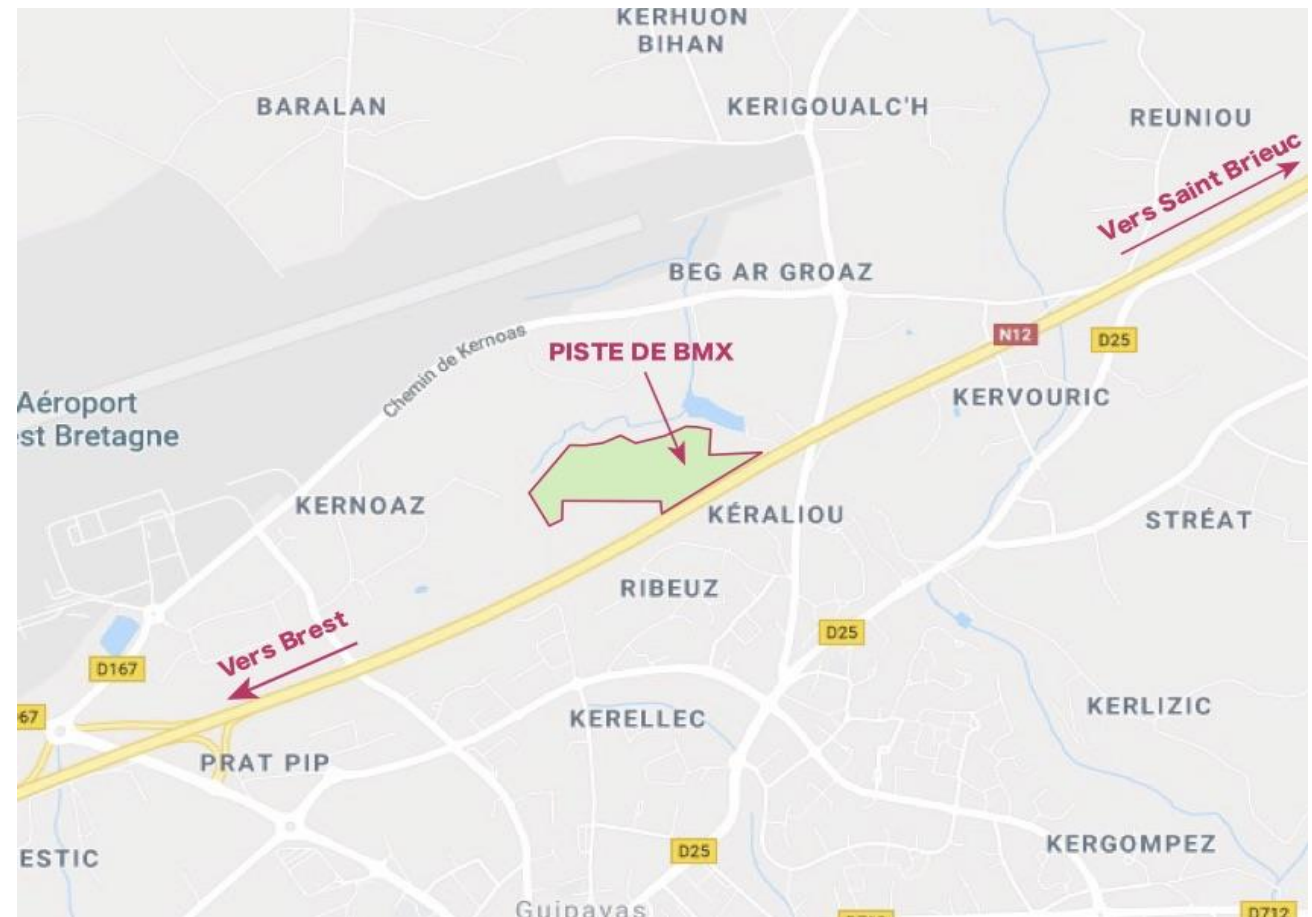 KERHUON
BIHAN
BARALAN
KERIGOUALC'H
REUNIOU
Vers Saint Brieuc
BEG AR GROAZ
Chemin de Kernoas
N12
D25
PISTE DE BMX
Aéroport
est Bretagne
KERVOURIC
KERNOAZ
KÉRALIOU
STRÉAT
RIBEUZ
D25
Vers Brest
D167
67
KERELLEC
KERLIZIC
PRAT PIP
ESTIC
D25
KERGOMPEZ
Guipavas
D712